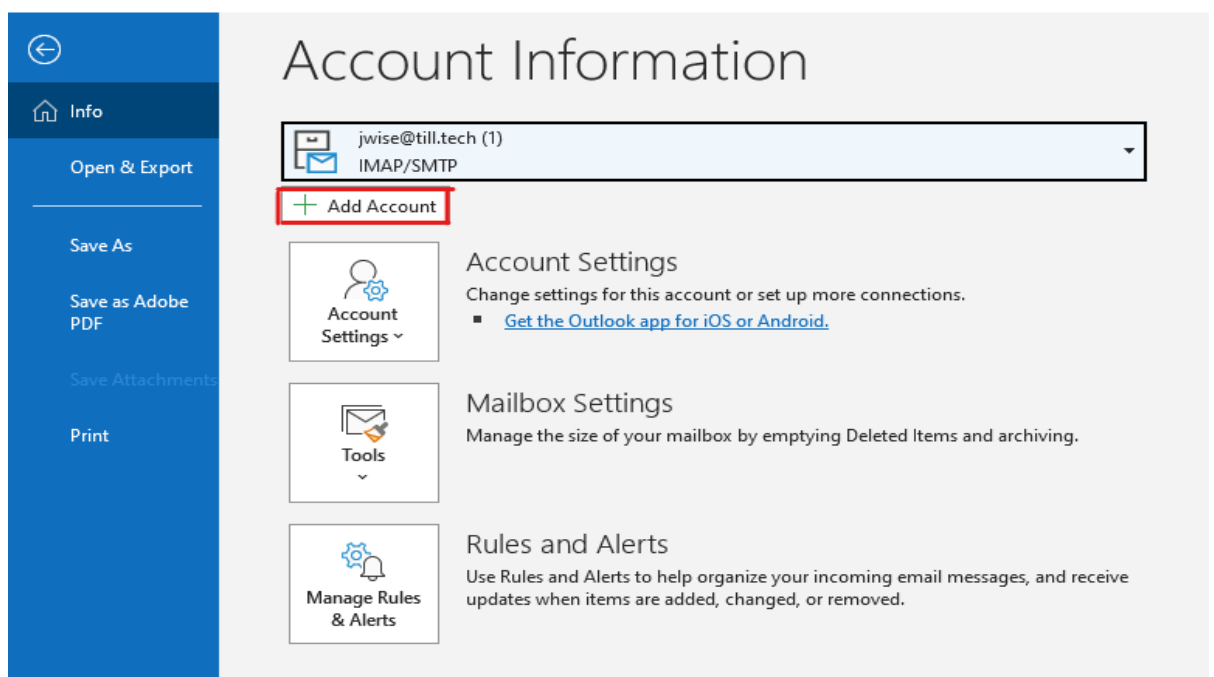 Account Information
Info
Open & Export
Save As
Save as Adobe
PDF
Save Attachments
Print
jwise@till.tech (1)
IMAP/SMTP
Add Account
Account
Settings
Account Settings
Change settings for this account or set up more connections.
Get the Outlook app for iOS or Android.
Tools
Mailbox Settings
Manage the size of your mailbox by emptying Deleted Items and archiving.
Manage Rules
& Alerts
Rules and Alerts
Use Rules and Alerts to help organize your incoming email messages, and receive
updates when items are added, changed, or removed.